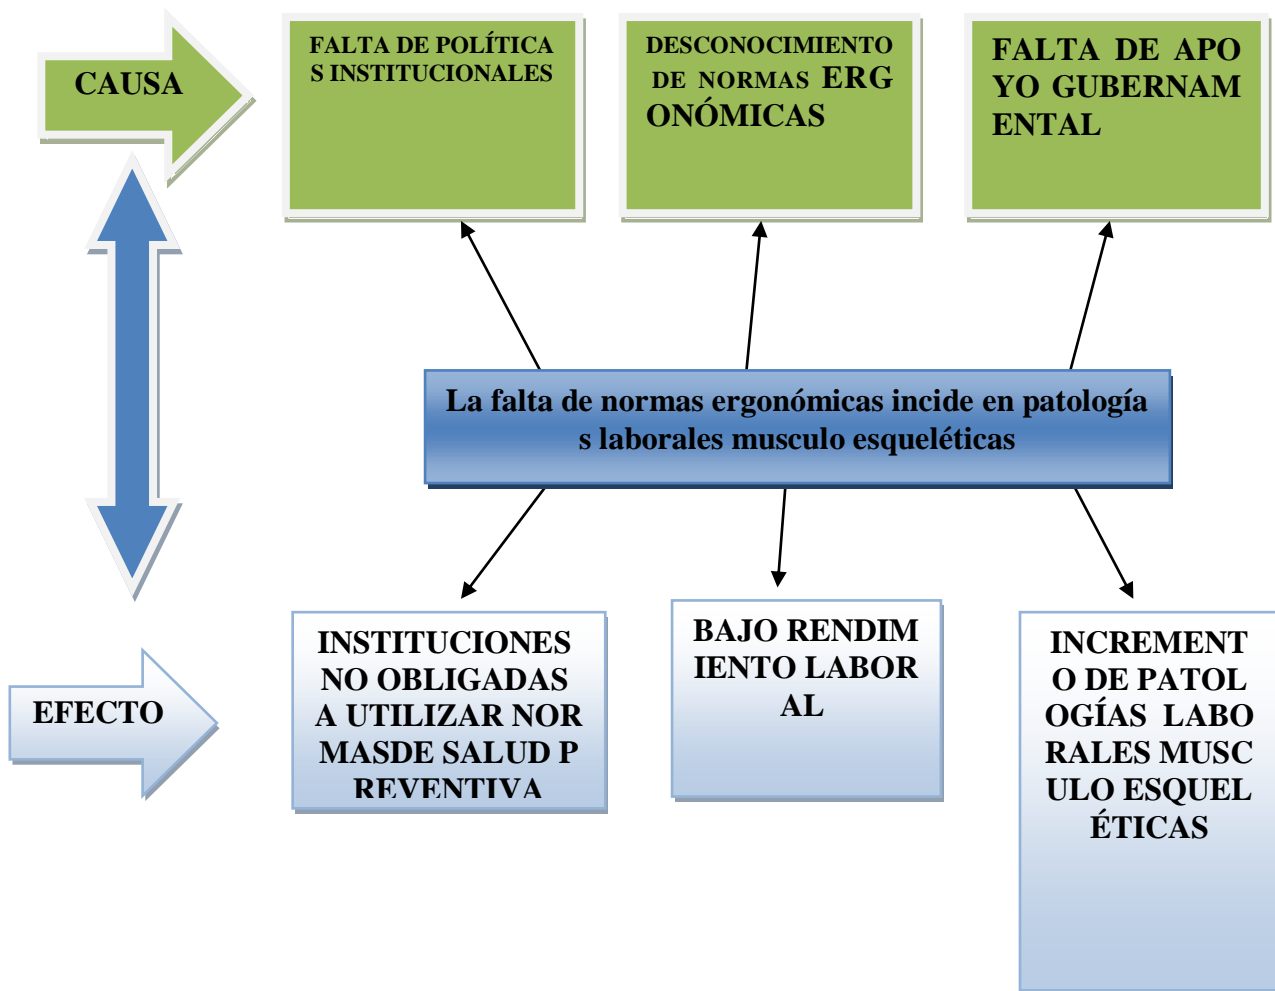 CAUSA
FALTA DE POLÍTICA
S INSTITUCIONALES
DESCONOCIMIENTO
DE NORMAS ERG
ONÓMICAS
FALTA DE APO
YO GUBERNAM
ENTAL
La falta de normas ergonómicas incide en patología
s laborales musculo esqueléticas
EFECTO
INSTITUCIONES
NO OBLIGADAS
A UTILIZAR NOR
MASDE SALUD P
REVENTIVA
BAJO RENDIM
IENTO LABOR
AL
INCREMENT
O DE PATOL
OGÍAS LABO
RALES MUSC
ULO ESQUEL
ÉTICAS